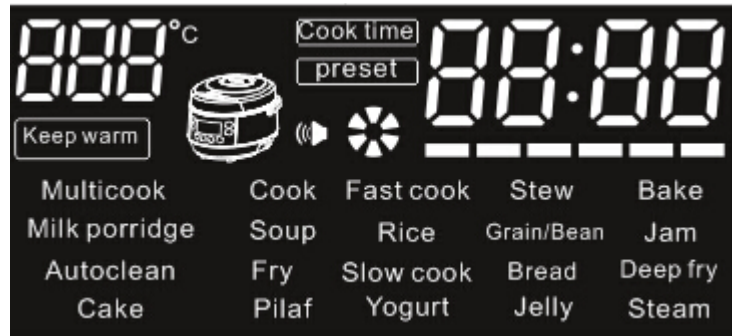 888°C
Cook time
preset
88:88
Keep warm
Multicook Cook Fast cook Stew Bake
Milk porridge Soup Rice Grain/Bean Jam
Autoclean Fry Slow cook Bread Deep fry
Cake Pilaf Yogurt Jelly Steam